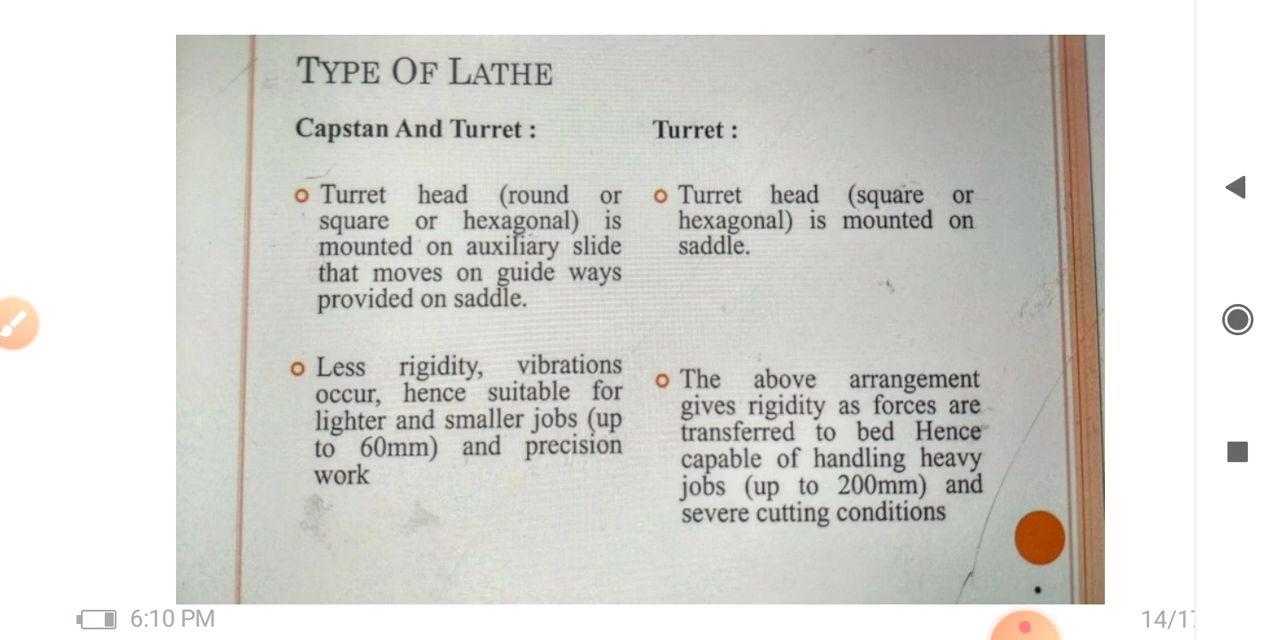 TYPE OF LATHE
Capstan And Turret :
Turret head (round or
square or hexagonal) is
mounted on auxiliary slide
that moves on guide ways
provided on saddle.
Less rigidity, vibrations
occur, hence suitable for
lighter and smaller jobs (up
to 60mm) and precision
work
Turret :
Turret head (square or
hexagonal) is mounted on
saddle.
The above arrangement
gives rigidity as forces are
transferred to bed Hence
capable of handling heavy
jobs (up to 200mm) and
severe cutting conditions
6:10 PM
14/17